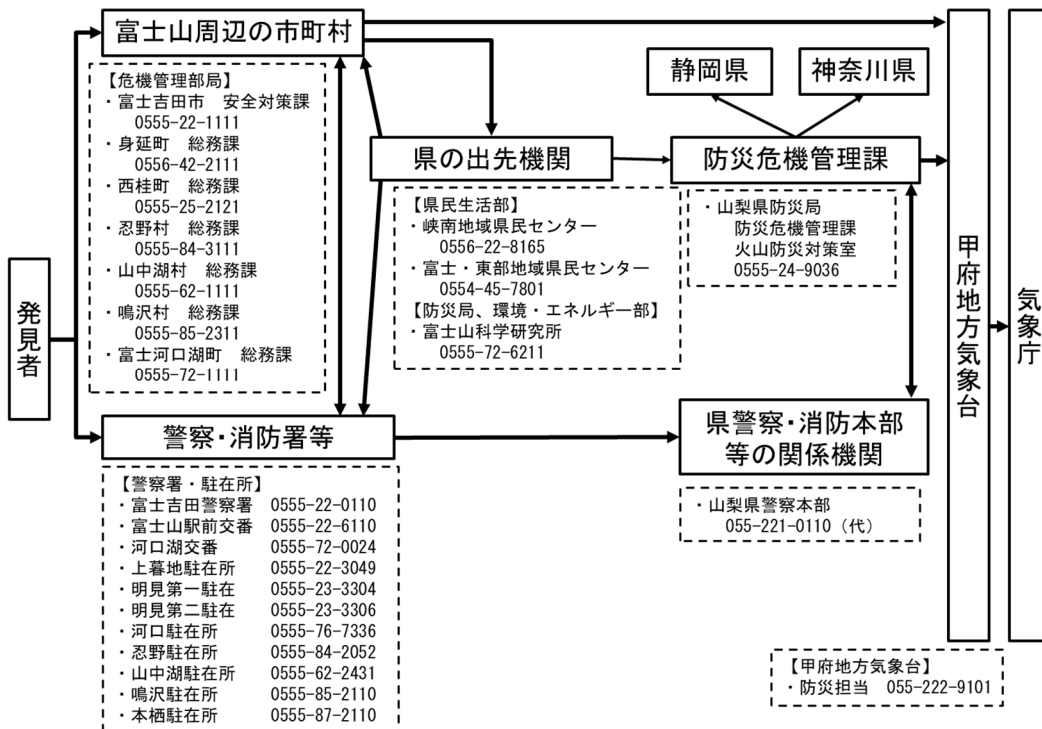 富士山周辺の市町村
【危機管理部局】
・富士吉田市　安全対策課
0555-22-1111
・身延町　総務課
0556-42-2111
・西桂町　総務課
0555-25-2121
・忍野村　総務課
0555-84-3111
・山中湖村　総務課
0555-62-1111
・鳴沢村　総務課
0555-85-2311
・富士河口湖町　総務課
0555-72-1111
発見者
静岡県
神奈川県
県の出先機関
【県民生活部】
・峡南地域県民センター
0556-22-8165
・富士・東部地域県民センター
0554-45-7801
【防災局、環境・エネルギー部】
・富士山科学研究所
0555-72-6211
防災危機管理課
・山梨県防災局
防災危機管理課
火山防災対策室
0555-24-9036
甲府地方気象台
気象庁
警察・消防署等
【警察署・駐在所】
・富士吉田警察署　0555-22-0110
・富士山駅前交番　0555-22-6110
・河口湖交番　0555-72-0024
・上暮地駐在所　0555-22-3049
・明見第一駐在　0555-23-3304
・明見第二駐在　0555-23-3306
・河口駐在所　0555-76-7336
・忍野駐在所　0555-84-2052
・山中湖駐在所　0555-62-2431
・鳴沢駐在所　0555-85-2110
・本栖駐在所　0555-87-2110
県警察・消防本部
等の関係機関
・山梨県警察本部
055-221-0110（代）
【甲府地方気象台】
・防災担当　055-222-9101